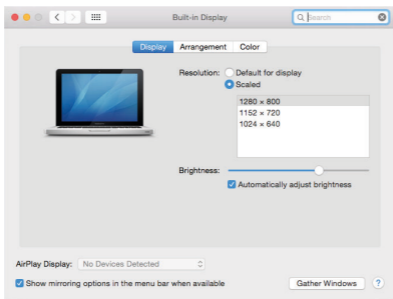 Built-in Display
Search
Display Arrangement Color
Resolution: Default for display
Scaled
1280 × 800
1152 × 720
1024 × 640
Brightness:
Automatically adjust brightness
AirPlay Display: No Devices Detected
Show mirroring options in the menu bar when available
Gather Windows ?